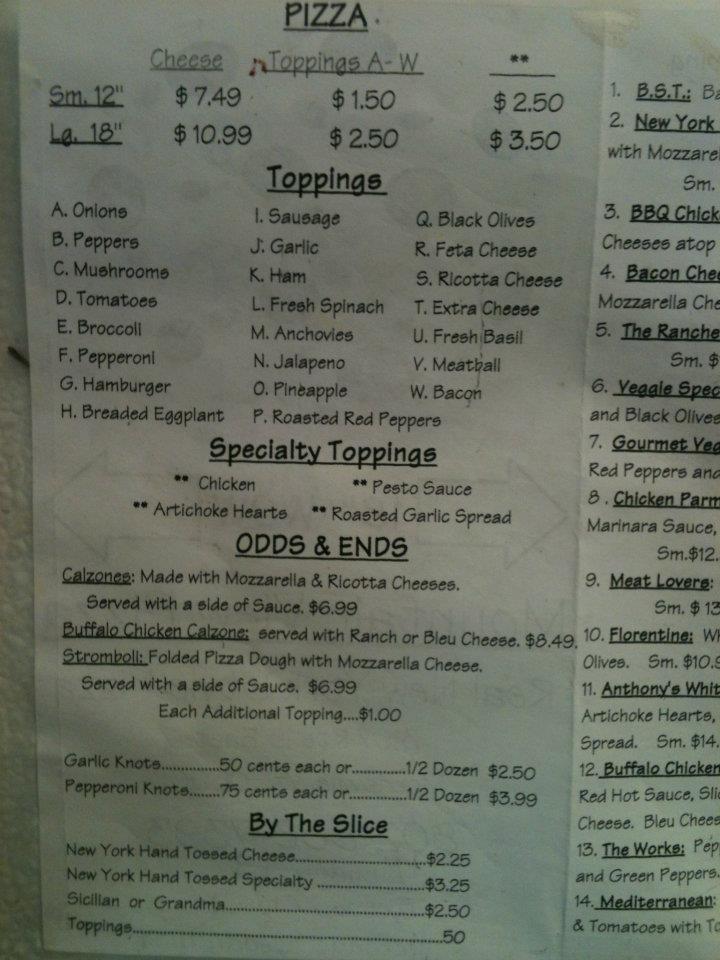 PIZZA
Cheese Toppings A-W **
Sm. 12" $7.49 $1.50 $2.50
Lg. 18" $10.99 $2.50 $3.50
Toppings
A. Onions
B. Peppers
C. Mushrooms
D. Tomatoes
E. Broccoli
F. Pepperoni
G. Hamburger
H. Breaded Eggplant
I. Sausage
J. Garlic
K. Ham
L. Fresh Spinach
M. Anchovies
N. Jalapeno
O. Pineapple
P. Roasted Red Peppers
Q. Black Olives
R. Feta Cheese
S. Ricotta Cheese
T. Extra Cheese
U. Fresh Basil
V. Meatball
W. Bacon
Specialty Toppings
** Chicken ** Pesto Sauce
** Artichoke Hearts ** Roasted Garlic Spread
ODDS & ENDS
Calzones: Made with Mozzarella & Ricotta Cheeses.
Served with a side of Sauce. $6.99
Buffalo Chicken Calzone: served with Ranch or Bleu Cheese. $8.49
Stromboli: Folded Pizza Dough with Mozzarella Cheese.
Served with a side of Sauce. $6.99
Each Additional Topping....$1.00
Garlic Knots.............50 cents each or.............1/2 Dozen $2.50
Pepperoni Knots.......75 cents each or.............1/2 Dozen $3.99
By The Slice
New York Hand Tossed Cheese..............................$2.25
New York Hand Tossed Specialty .........................$3.25
Sicilian or Grandma.............................................$2.50
Toppings..................................................................50
1. B.S.T.:
2. New York
with
Sm.
3. BBQ
Cheeses atop
4. Bacon
Mozzarella
5. The
Sm. $
6. Veggie
and Black Olives
7. Gourmet
Red Peppers and
8. Chicken
Marinara Sauce,
Sm.$12.
9. Meat Lovers:
Sm. $ 13
10. Florentine:
Olives. Sm. $10.9
11. Anthony's
Artichoke Hearts,
Spread. Sm. $14.
12. Buffalo Chicken
Red Hot Sauce,
Cheese. Bleu
13. The Works:
and Green Peppers.
14. Mediterranean:
& Tomatoes with